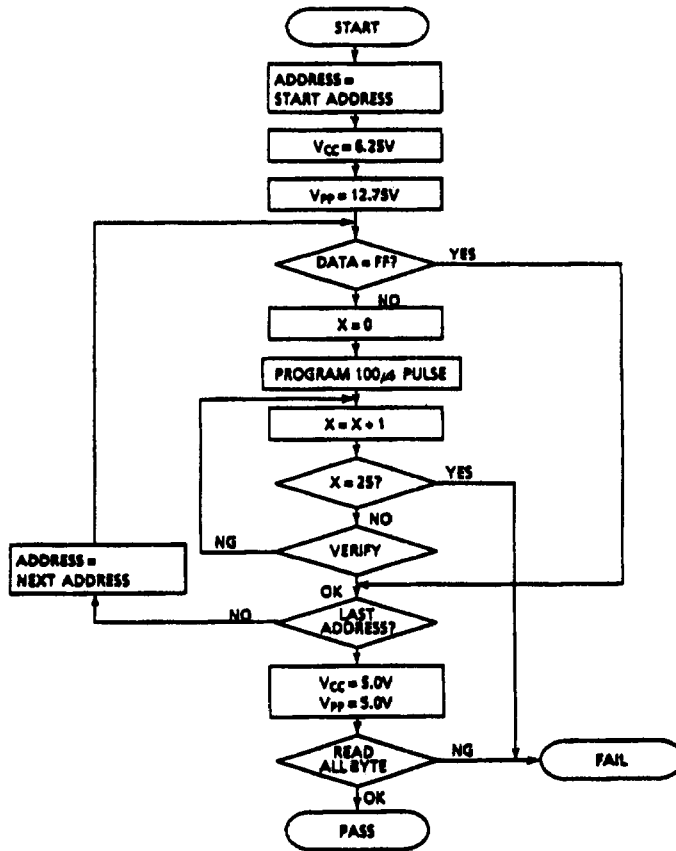 START
ADDRESS =
START ADDRESS
VCC = 6.25V
Vpp = 12.75V
DATA = FF?
YES
NO
X = 0
PROGRAM 100μs PULSE
X = X + 1
X = 25?
YES
NO
NG
VERIFY
ADDRESS =
NEXT ADDRESS
OK
NO
LAST
ADDRESS?
VCC = 5.0V
Vpp = 5.0V
READ
ALL BYTE
NG
FAIL
OK
PASS